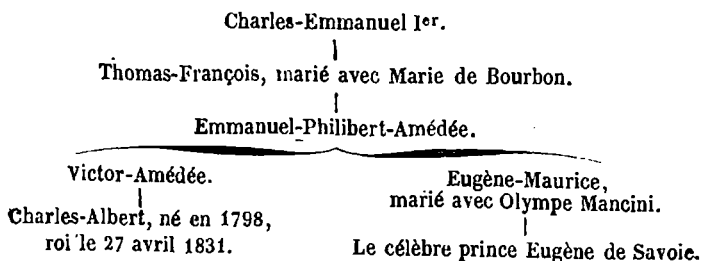 Charles-Emmanuel Ier.
Thomas-François, marié avec Marie de Bourbon.
Emmanuel-Philibert-Amédée.
Victor-Amédée.
Charles-Albert, né en 1798,
roi le 27 avril 1831.
Eugène-Maurice,
marié avec Olympe Mancini.
Le célèbre prince Eugène de Savoie.